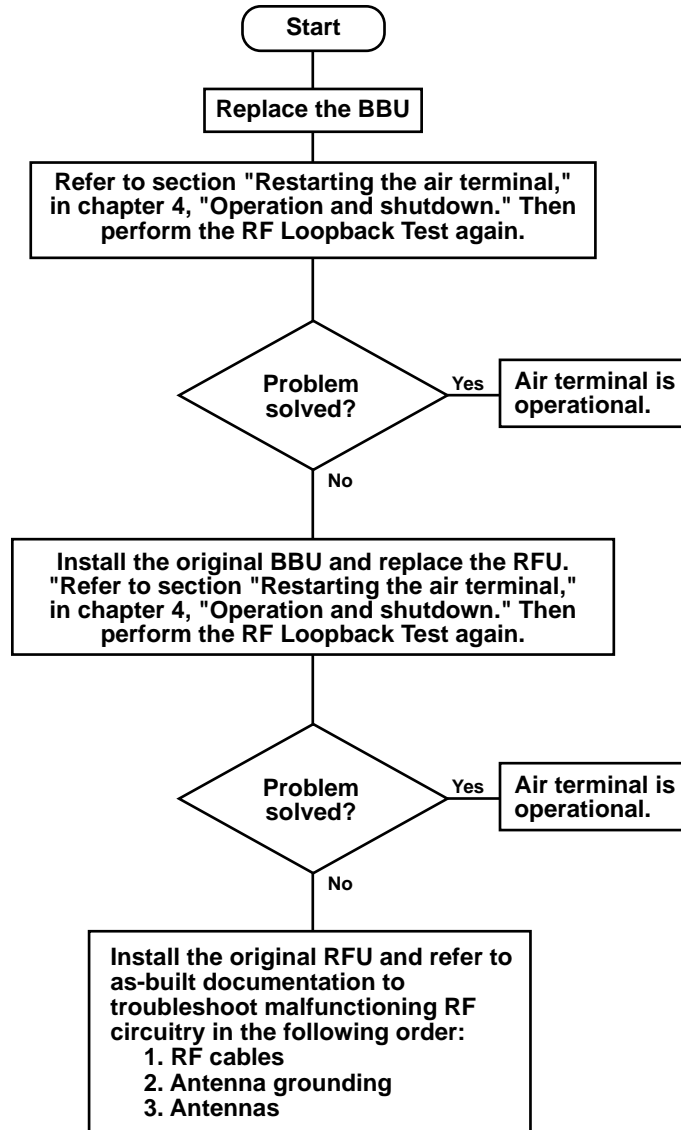 Start
Replace the BBU
Refer to section "Restarting the air terminal,"
in chapter 4, "Operation and shutdown." Then
perform the RF Loopback Test again.
Problem
solved?
Yes
Air terminal is
operational.
No
Install the original BBU and replace the RFU.
"Refer to section "Restarting the air terminal,"
in chapter 4, "Operation and shutdown." Then
perform the RF Loopback Test again.
Problem
solved?
Yes
Air terminal is
operational.
No
Install the original RFU and refer to
as-built documentation to
troubleshoot malfunctioning RF
circuitry in the following order:
1. RF cables
2. Antenna grounding
3. Antennas